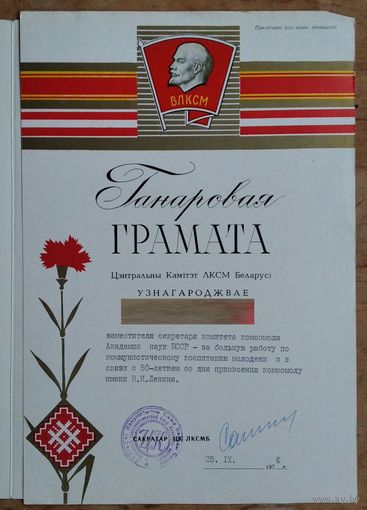 Пралетарыі ўсіх краін, яднайцеся!
ВЛКСМ
Ганаровая
ГРАМАТА
Цэнтральны Камітэт ЛКСМ Беларусі
УЗНАГАРОДЖВАЕ
заместителя секретаря комитета комсомола
Академии наук БССР – за большую работу по
коммунистическому воспитанию молодежи и в
связи с 50-летием со дня присвоения комсомолу
имени В.И.Ленина.
САКРАТАР ЦК ЛКСМБ
25. IX. 197 г.